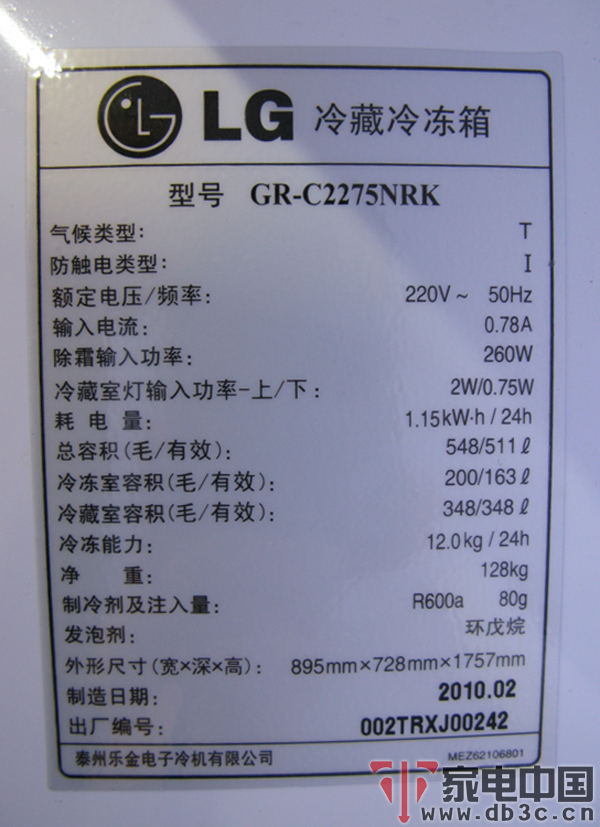 LG 冷藏冷冻箱
型号 GR-C2275NRK
气候类型: T
防触电类型: I
额定电压/频率: 220V~ 50Hz
输入电流: 0.78A
除霜输入功率: 260W
冷藏室灯输入功率-上/下: 2W/0.75W
耗电量: 1.15kW·h / 24h
总容积(毛/有效): 548/511ℓ
冷冻室容积(毛/有效): 200/163ℓ
冷藏室容积(毛/有效): 348/348ℓ
冷冻能力: 12.0kg / 24h
净 重: 128kg
制冷剂及注入量: R600a 80g
发泡剂: 环戊烷
外形尺寸(宽×深×高): 895mm×728mm×1757mm
制造日期: 2010.02
出厂编号: 002TRXJ00242
泰州乐金电子冷机有限公司 MEZ62106801
家电中国
www.db3c.cn